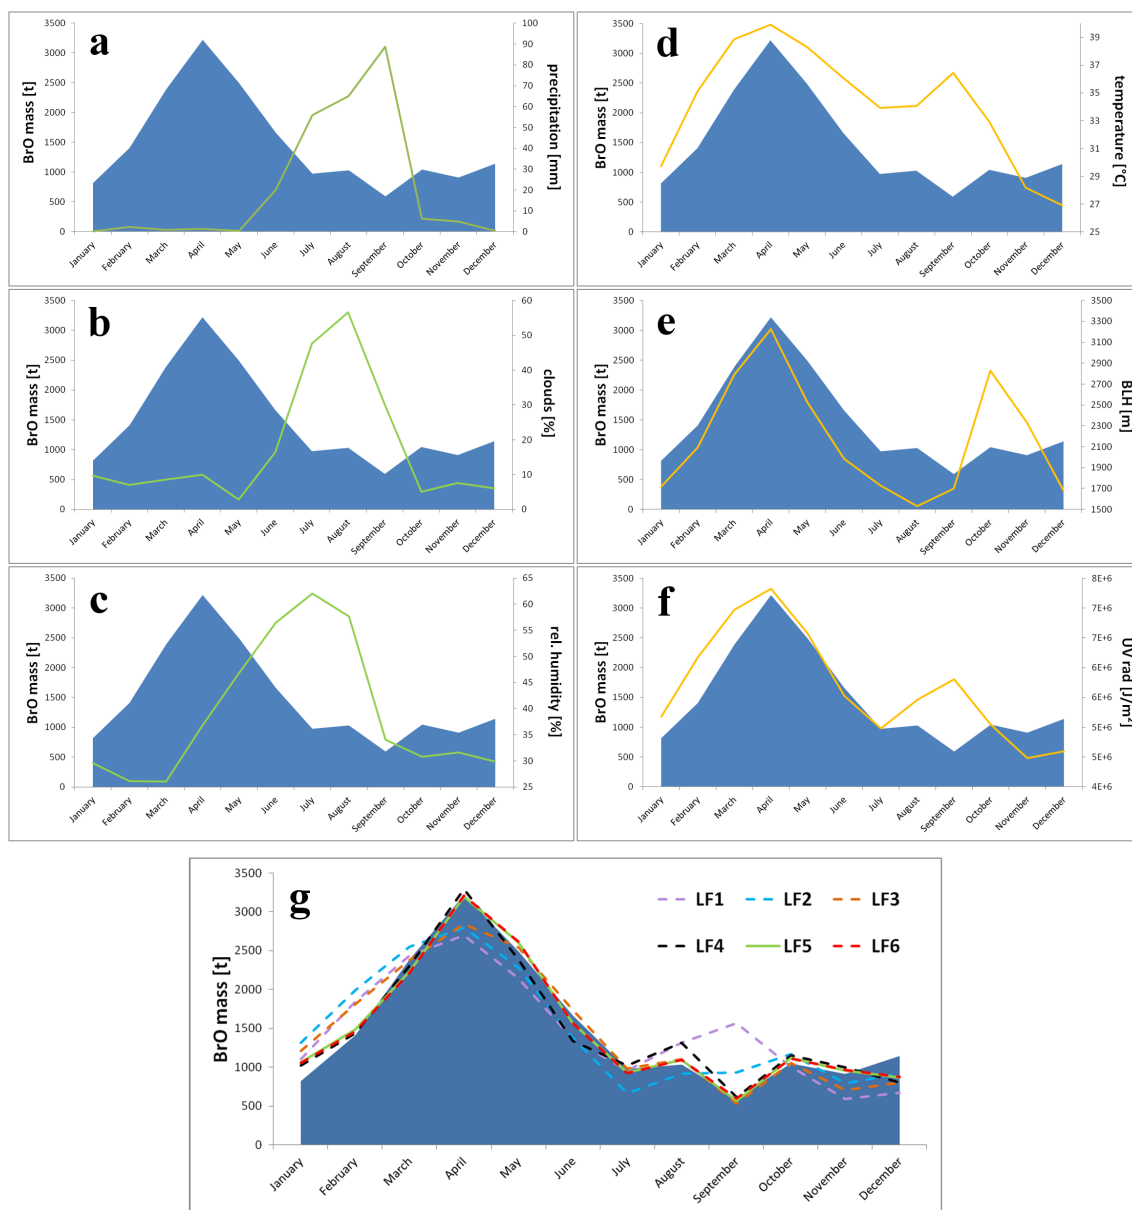 a
BrO mass [t]
3500
3000
2500
2000
1500
1000
500
0
100
90
80
70
60
50
40
30
20
10
0
precipitation [mm]
January
February
March
April
May
June
July
August
September
October
November
December
d
BrO mass [t]
3500
3000
2500
2000
1500
1000
500
0
39
37
35
33
31
29
27
25
temperature [°C]
January
February
March
April
May
June
July
August
September
October
November
December
b
BrO mass [t]
3500
3000
2500
2000
1500
1000
500
0
60
50
40
30
20
10
0
clouds [%]
January
February
March
April
May
June
July
August
September
October
November
December
e
BrO mass [t]
3500
3000
2500
2000
1500
1000
500
0
3500
3300
3100
2900
2700
2500
2300
2100
1900
1700
1500
BLH [m]
January
February
March
April
May
June
July
August
September
October
November
December
c
BrO mass [t]
3500
3000
2500
2000
1500
1000
500
0
65
60
55
50
45
40
35
30
25
rel. humidity [%]
January
February
March
April
May
June
July
August
September
October
November
December
f
BrO mass [t]
3500
3000
2500
2000
1500
1000
500
0
8E+6
7E+6
7E+6
6E+6
6E+6
5E+6
5E+6
4E+6
UV rad [J/m²]
January
February
March
April
May
June
July
August
September
October
November
December
g
BrO mass [t]
3500
3000
2500
2000
1500
1000
500
0
LF1 LF2 LF3
LF4 LF5 LF6
January
February
March
April
May
June
July
August
September
October
November
December